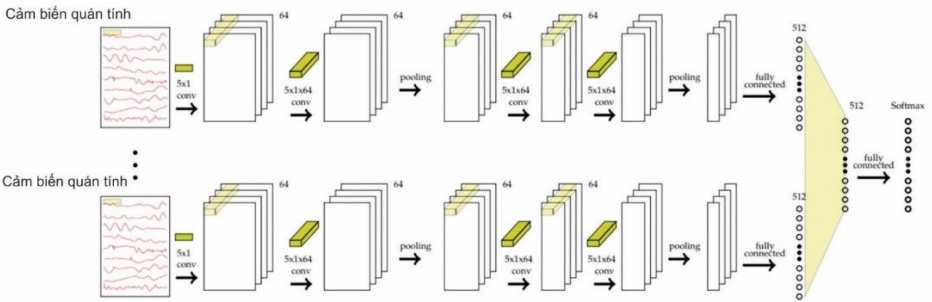 Cảm biến quán tính
5x1
conv
64
5x1x64
conv
64
pooling
64
5x1x64
conv
64
5x1x64
conv
pooling
fully
connected
512
512
fully
connected
Softmax
Cảm biến quán tính
5x1
conv
64
5x1x64
conv
64
pooling
64
5x1x64
conv
64
5x1x64
conv
pooling
fully
connected
512